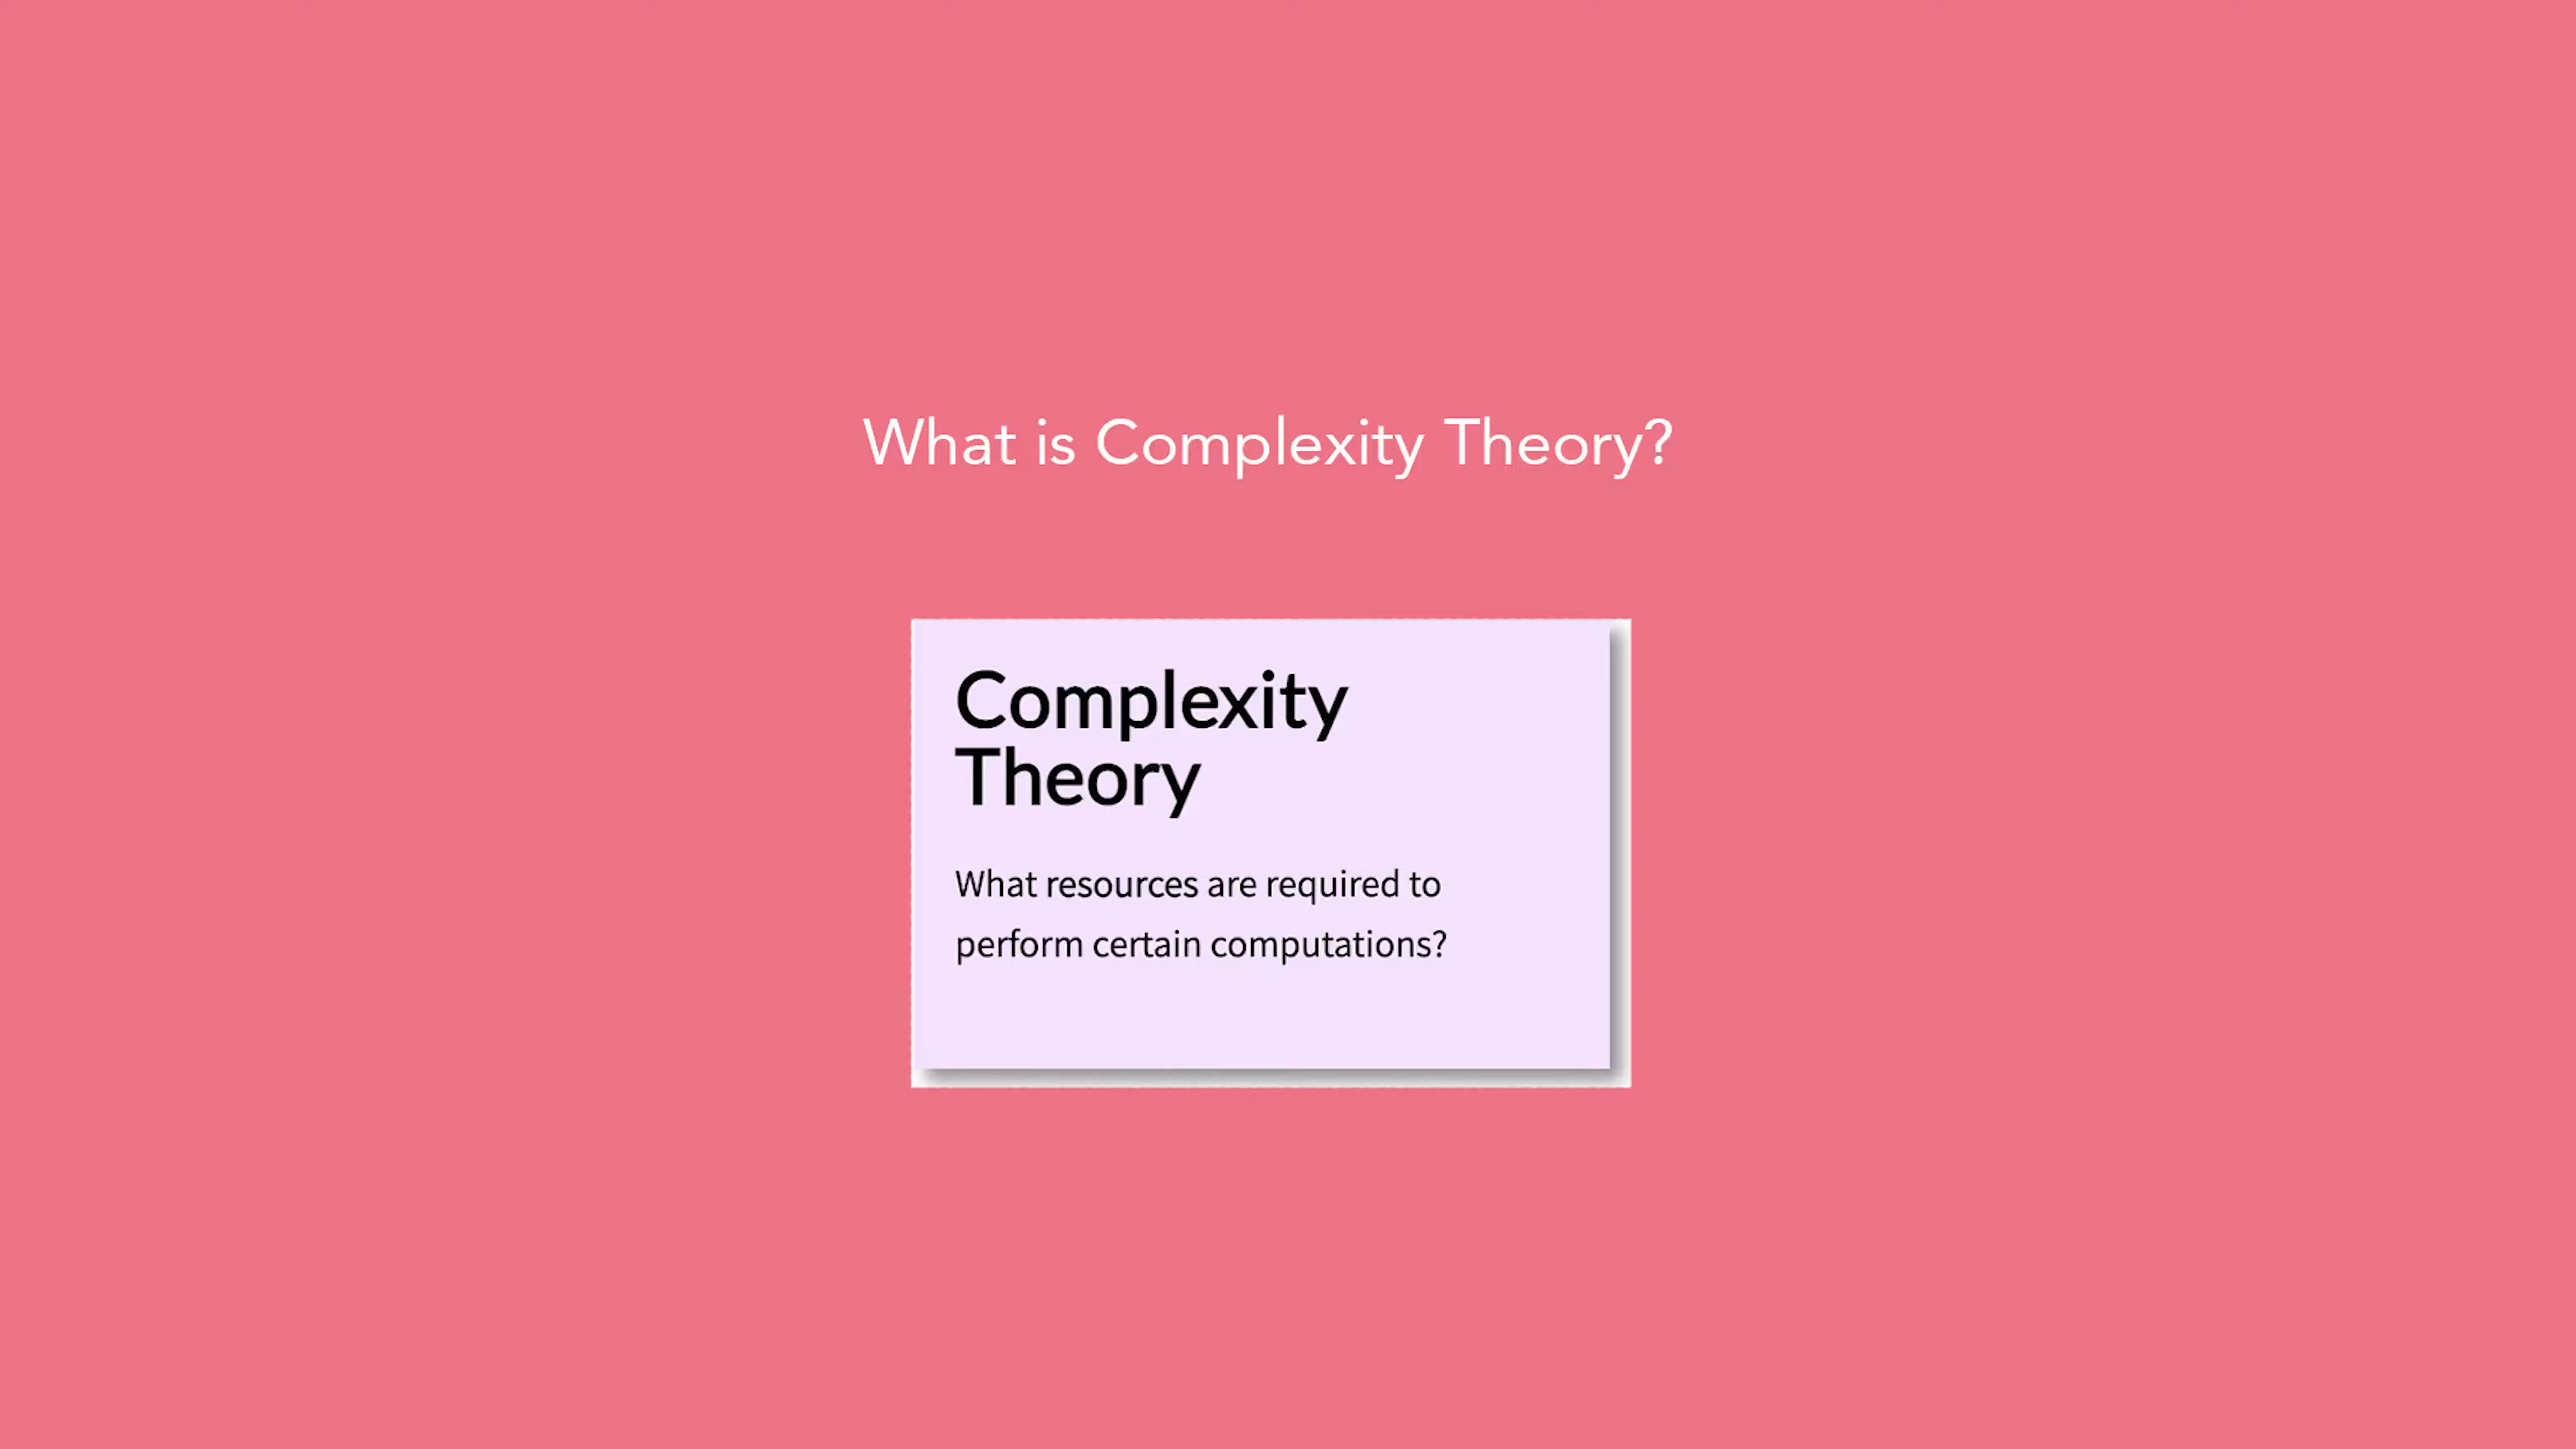 What is Complexity Theory?
Complexity
Theory
What resources are required to
perform certain computations?